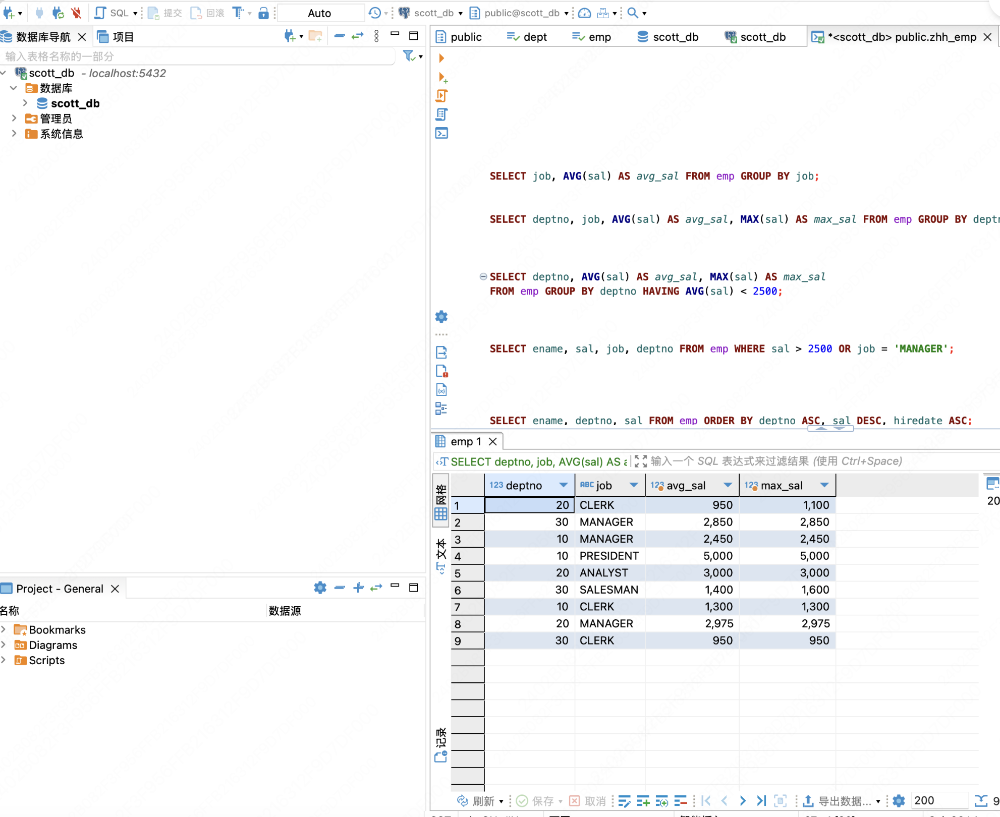 SQL 提交 回滚 Auto scott_db public@scott_db
数据库导航 项目
输入表格名称的一部分
scott_db - localhost:5432
数据库
scott_db
管理员
系统信息
Project - General
名称 数据源
Bookmarks
Diagrams
Scripts
public dept emp scott_db scott_db *<scott_db> public.zhh_emp
SELECT job, AVG(sal) AS avg_sal FROM emp GROUP BY job;
SELECT deptno, job, AVG(sal) AS avg_sal, MAX(sal) AS max_sal FROM emp GROUP BY
SELECT deptno, AVG(sal) AS avg_sal, MAX(sal) AS max_sal
FROM emp GROUP BY deptno HAVING AVG(sal) < 2500;
SELECT ename, sal, job, deptno FROM emp WHERE sal > 2500 OR job = 'MANAGER';
SELECT ename, deptno, sal FROM emp ORDER BY deptno ASC, sal DESC, hiredate ASC;
emp 1
SELECT deptno, job, AVG(sal) AS 输入一个 SQL 表达式来过滤结果 (使用 Ctrl+Space)
网格
文本
记录
123 deptno ABC job 123 avg_sal 123 max_sal
1 20 CLERK 950 1,100
2 30 MANAGER 2,850 2,850
3 10 MANAGER 2,450 2,450
4 10 PRESIDENT 5,000 5,000
5 20 ANALYST 3,000 3,000
6 30 SALESMAN 1,400 1,600
7 10 CLERK 1,300 1,300
8 20 MANAGER 2,975 2,975
9 30 CLERK 950 950
20
刷新 保存 取消 导出数据... 200 9